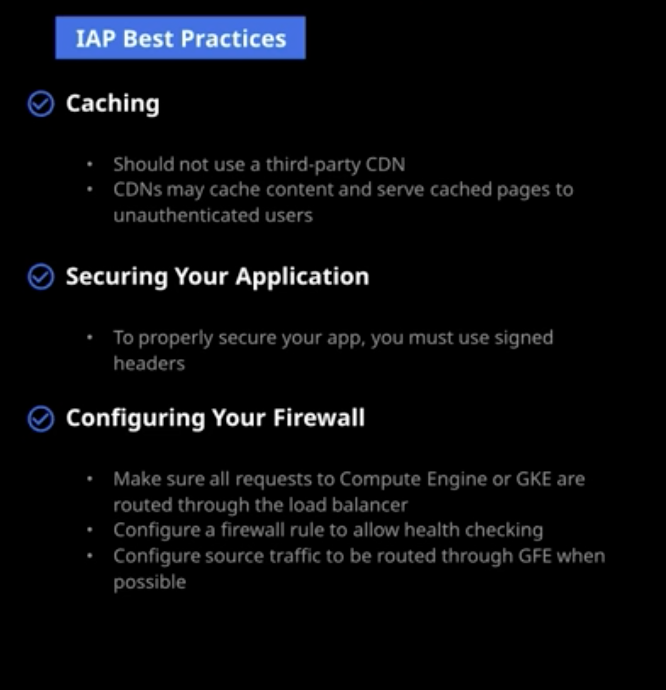 IAP Best Practices
Caching
• Should not use a third-party CDN
• CDNs may cache content and serve cached pages to
unauthenticated users
Securing Your Application
• To properly secure your app, you must use signed
headers
Configuring Your Firewall
• Make sure all requests to Compute Engine or GKE are
routed through the load balancer
• Configure a firewall rule to allow health checking
• Configure source traffic to be routed through GFE when
possible